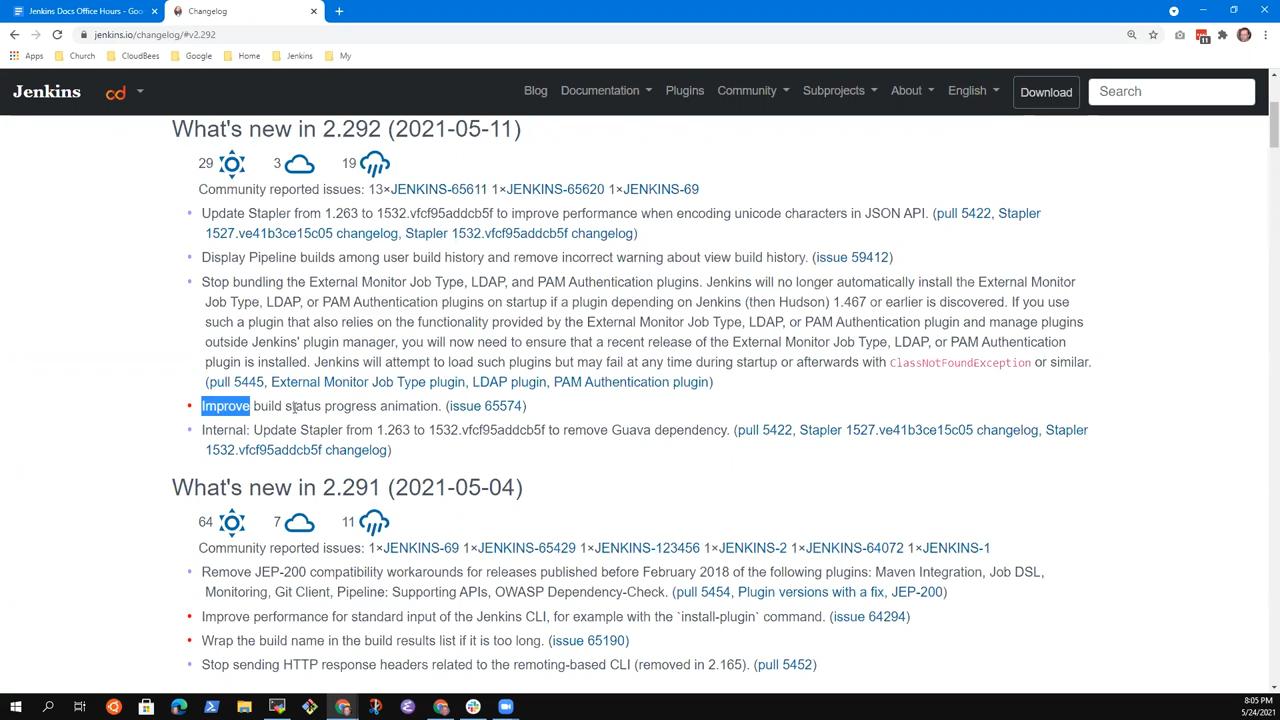 Jenkins Docs Office Hours - Goo
Changelog
jenkins.io/changelog/#v2.292
11
Apps
Church
CloudBees
Google
Home
Jenkins
My
Jenkins
cd
Blog
Documentation
Plugins
Community
Subprojects
About
English
Download
Search
What's new in 2.292 (2021-05-11)
29
3
19
Community reported issues: 13×JENKINS-65611 1×JENKINS-65620 1×JENKINS-69
Update Stapler from 1.263 to 1532.vfcf95addcb5f to improve performance when encoding unicode characters in JSON API. (pull 5422, Stapler
1527.ve41b3ce15c05 changelog, Stapler 1532.vfcf95addcb5f changelog)
Display Pipeline builds among user build history and remove incorrect warning about view build history. (issue 59412)
Stop bundling the External Monitor Job Type, LDAP, and PAM Authentication plugins. Jenkins will no longer automatically install the External Monitor
Job Type, LDAP, or PAM Authentication plugins on startup if a plugin depending on Jenkins (then Hudson) 1.467 or earlier is discovered. If you use
such a plugin that also relies on the functionality provided by the External Monitor Job Type, LDAP, or PAM Authentication plugin and manage plugins
outside Jenkins' plugin manager, you will now need to ensure that a recent release of the External Monitor Job Type, LDAP, or PAM Authentication
plugin is installed. Jenkins will attempt to load such plugins but may fail at any time during startup or afterwards with ClassNotFoundException or similar.
(pull 5445, External Monitor Job Type plugin, LDAP plugin, PAM Authentication plugin)
Improve build status progress animation. (issue 65574)
Internal: Update Stapler from 1.263 to 1532.vfcf95addcb5f to remove Guava dependency. (pull 5422, Stapler 1527.ve41b3ce15c05 changelog, Stapler
1532.vfcf95addcb5f changelog)
What's new in 2.291 (2021-05-04)
64
7
11
Community reported issues: 1×JENKINS-69 1×JENKINS-65429 1×JENKINS-123456 1×JENKINS-2 1×JENKINS-64072 1×JENKINS-1
Remove JEP-200 compatibility workarounds for releases published before February 2018 of the following plugins: Maven Integration, Job DSL,
Monitoring, Git Client, Pipeline: Supporting APIs, OWASP Dependency-Check. (pull 5454, Plugin versions with a fix, JEP-200)
Improve performance for standard input of the Jenkins CLI, for example with the `install-plugin` command. (issue 64294)
Wrap the build name in the build results list if it is too long. (issue 65190)
Stop sending HTTP response headers related to the remoting-based CLI (removed in 2.165). (pull 5452)
8:05 PM
5/24/2021